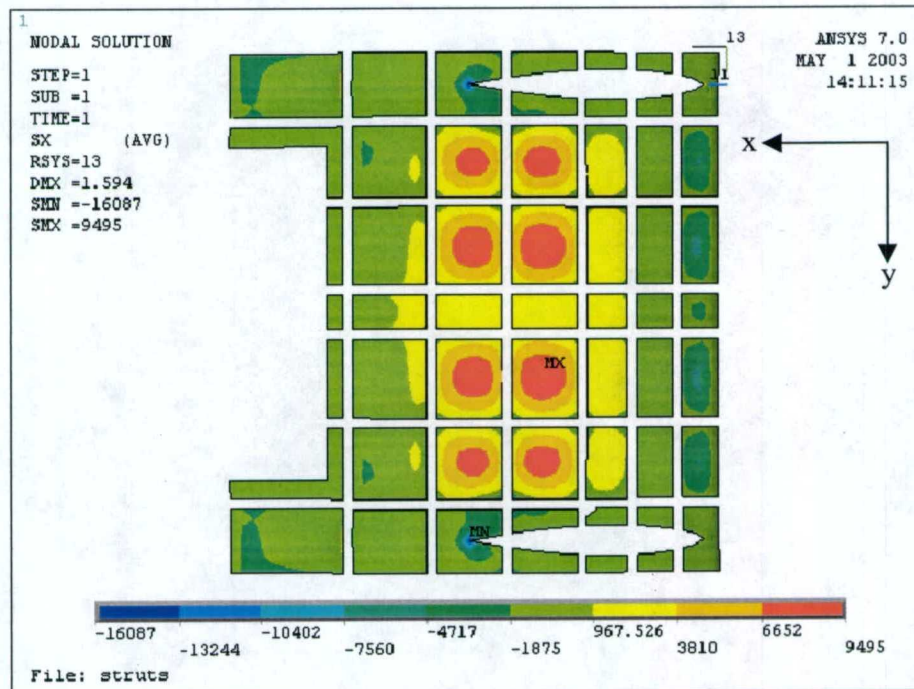 1
NODAL SOLUTION
STEP=1
SUB =1
TIME=1
SX (AVG)
RSYS=13
DMX =1.594
SMN =-16087
SMX =9495
13
11
ANSYS 7.0
MAY 1 2003
14:11:15
x
y
MX
MN
-16087
-13244
-10402
-7560
-4717
-1875
967.526
3810
6652
9495
File: struts